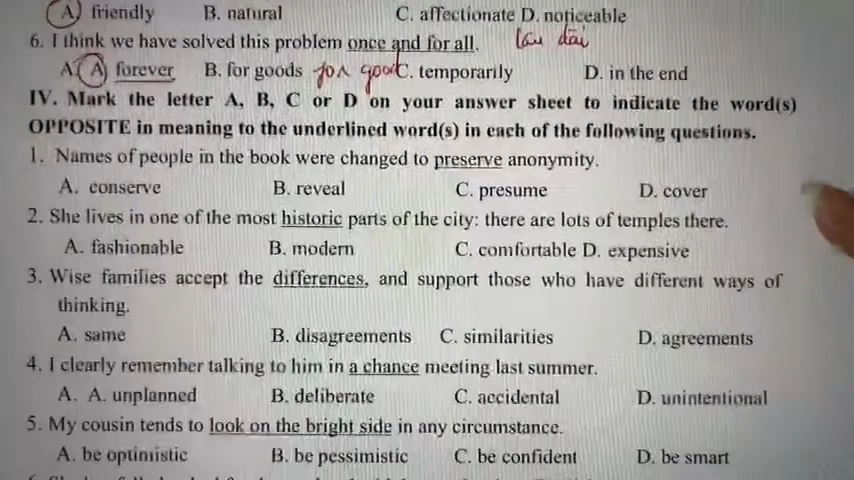 A friendly B. natural C. affectionate D. noticeable
6. I think we have solved this problem once and for all. lâu dài
A. A forever B. for goods for good C. temporarily D. in the end
IV. Mark the letter A, B, C or D on your answer sheet to indicate the word(s)
OPPOSITE in meaning to the underlined word(s) in each of the following questions.
1. Names of people in the book were changed to preserve anonymity.
A. conserve B. reveal C. presume D. cover
2. She lives in one of the most historic parts of the city: there are lots of temples there.
A. fashionable B. modern C. comfortable D. expensive
3. Wise families accept the differences, and support those who have different ways of
thinking.
A. same B. disagreements C. similarities D. agreements
4. I clearly remember talking to him in a chance meeting last summer.
A. A. unplanned B. deliberate C. accidental D. unintentional
5. My cousin tends to look on the bright side in any circumstance.
A. be optimistic B. be pessimistic C. be confident D. be smart